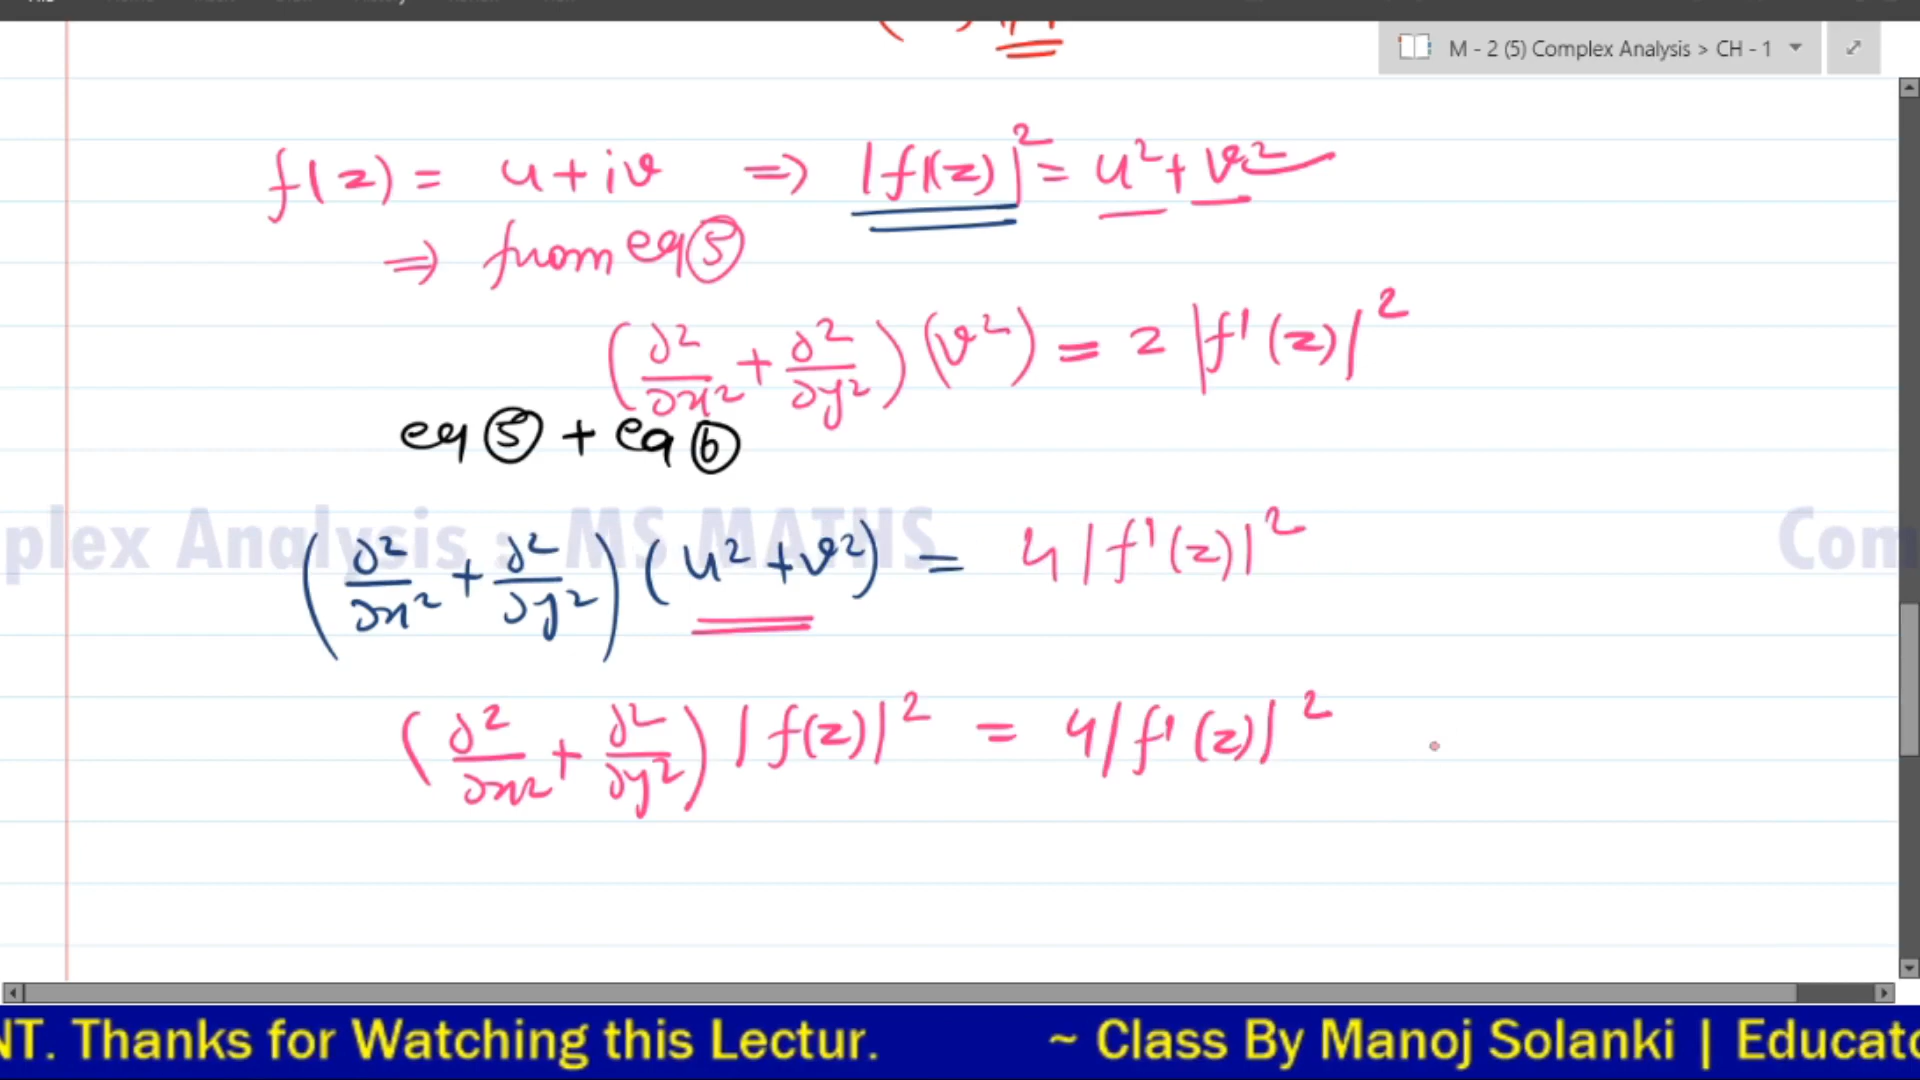 M - 2 (5) Complex Analysis > CH - 1
f(z) = u + iv ⇒ |f(z)|² = u² + v²
⇒ from eq ⑤
(∂²/∂x² + ∂²/∂y²) (v²) = 2 |f'(z)|²
eq ⑤ + eq ⑥
plex Analysis : MS MATHS Com
(∂²/∂x² + ∂²/∂y²) (u² + v²) = 4 |f'(z)|²
(∂²/∂x² + ∂²/∂y²) |f(z)|² = 4 |f'(z)|²
NT. Thanks for Watching this Lectur. ~ Class By Manoj Solanki | Educato